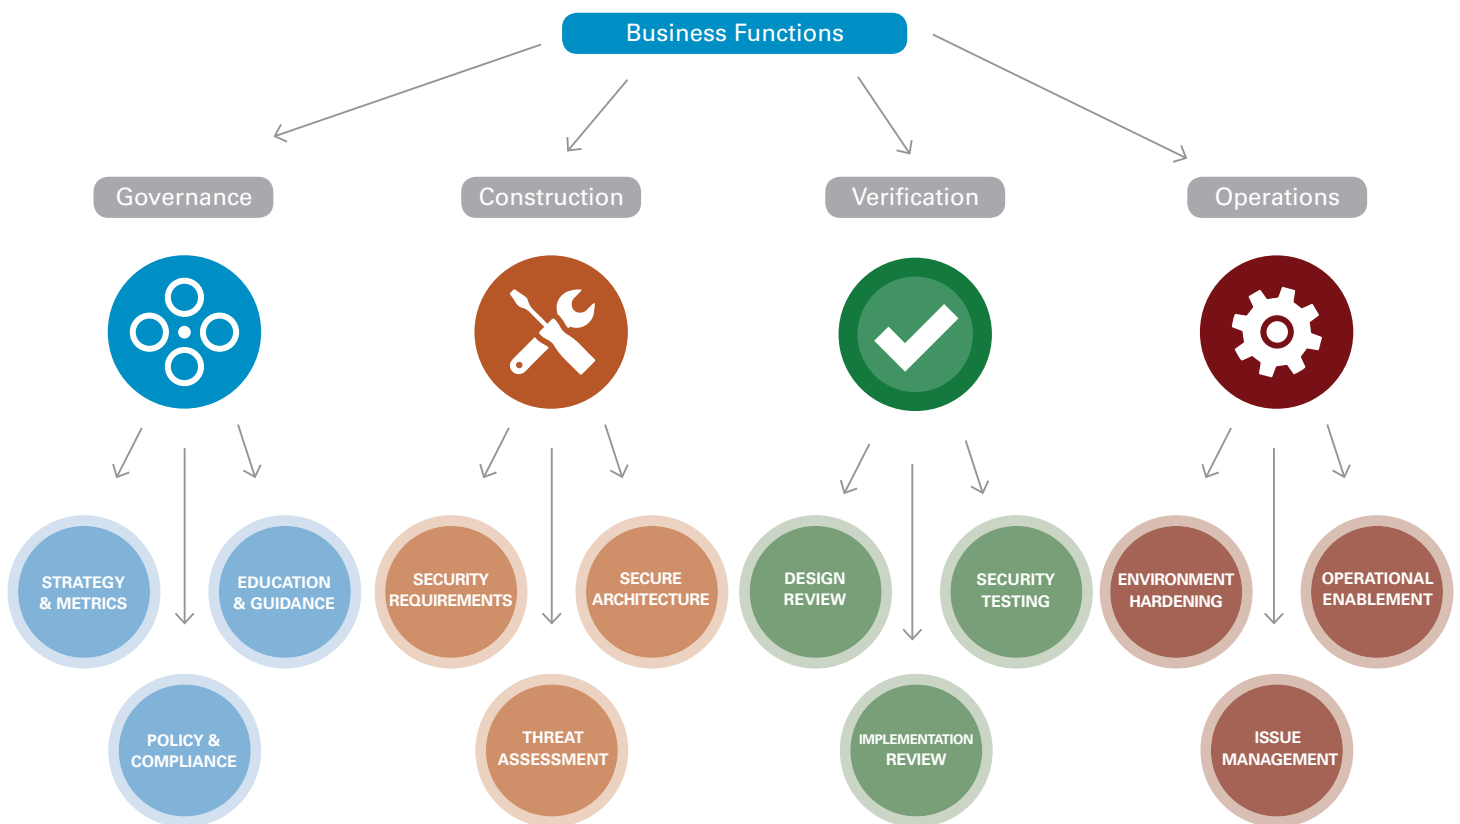 Business Functions
Governance
Construction
Verification
Operations
STRATEGY
& METRICS
EDUCATION
& GUIDANCE
POLICY &
COMPLIANCE
SECURITY
REQUIREMENTS
SECURE
ARCHITECTURE
THREAT
ASSESSMENT
DESIGN
REVIEW
SECURITY
TESTING
IMPLEMENTATION
REVIEW
ENVIRONMENT
HARDENING
OPERATIONAL
ENABLEMENT
ISSUE
MANAGEMENT